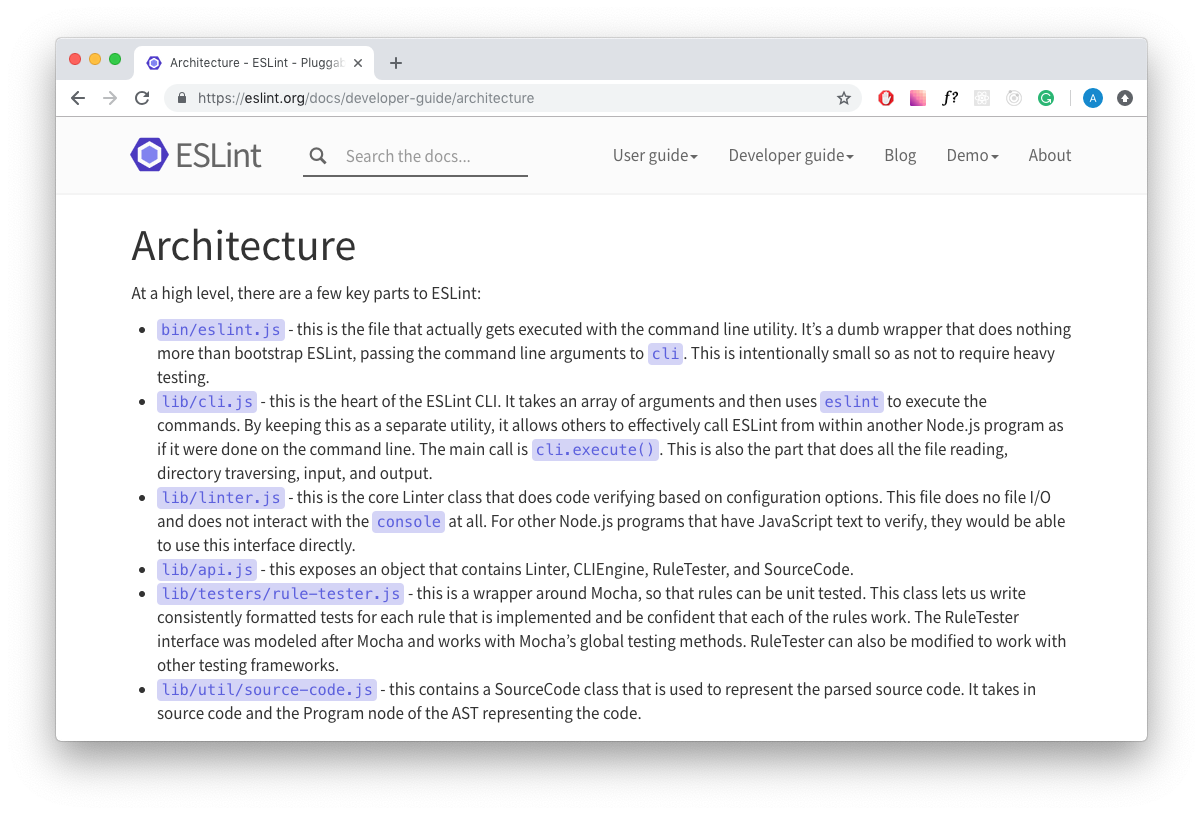 Architecture - ESLint - Plugga
https://eslint.org/docs/developer-guide/architecture
f?
A
ESLint
Search the docs...
User guide
Developer guide
Blog
Demo
About
Architecture
At a high level, there are a few key parts to ESLint:
bin/eslint.js - this is the file that actually gets executed with the command line utility. It’s a dumb wrapper that does nothing
more than bootstrap ESLint, passing the command line arguments to cli. This is intentionally small so as not to require heavy
testing.
lib/cli.js - this is the heart of the ESLint CLI. It takes an array of arguments and then uses eslint to execute the
commands. By keeping this as a separate utility, it allows others to effectively call ESLint from within another Node.js program as
if it were done on the command line. The main call is cli.execute(). This is also the part that does all the file reading,
directory traversing, input, and output.
lib/linter.js - this is the core Linter class that does code verifying based on configuration options. This file does no file I/O
and does not interact with the console at all. For other Node.js programs that have JavaScript text to verify, they would be able
to use this interface directly.
lib/api.js - this exposes an object that contains Linter, CLIEngine, RuleTester, and SourceCode.
lib/testers/rule-tester.js - this is a wrapper around Mocha, so that rules can be unit tested. This class lets us write
consistently formatted tests for each rule that is implemented and be confident that each of the rules work. The RuleTester
interface was modeled after Mocha and works with Mocha’s global testing methods. RuleTester can also be modified to work with
other testing frameworks.
lib/util/source-code.js - this contains a SourceCode class that is used to represent the parsed source code. It takes in
source code and the Program node of the AST representing the code.